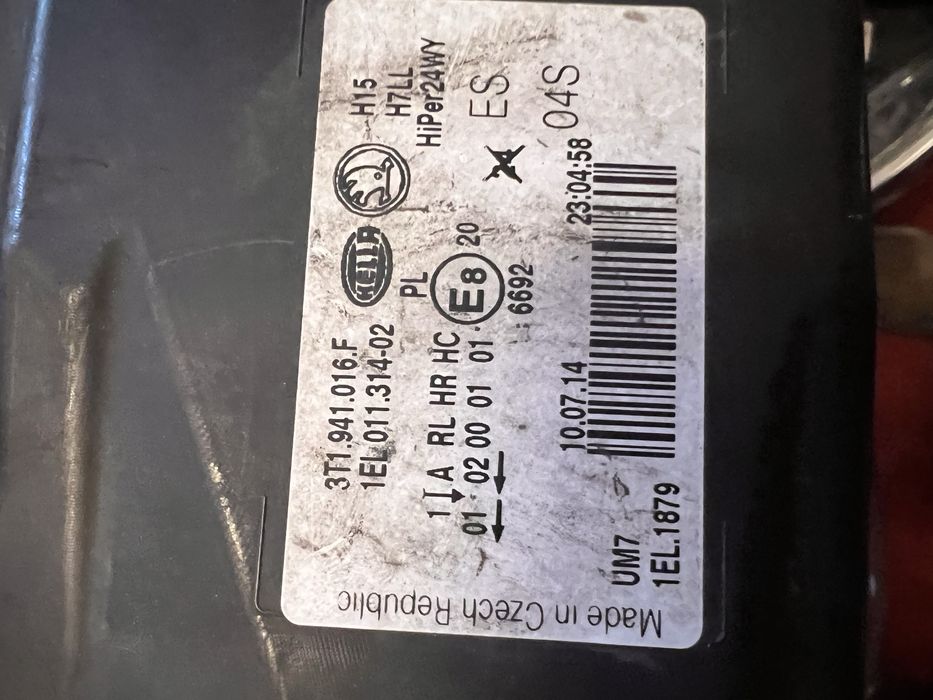 3T1.941.016.F
1EL 011.314-02
HELLA
H15
H7LL
HiPer24WY
PL
1 A RL HR HC
01 02 00 01 01
E8
20
6692
24
ES
04S
10.07.14
23:04:58
UM7
1EL.1879
Made in Czech Republic